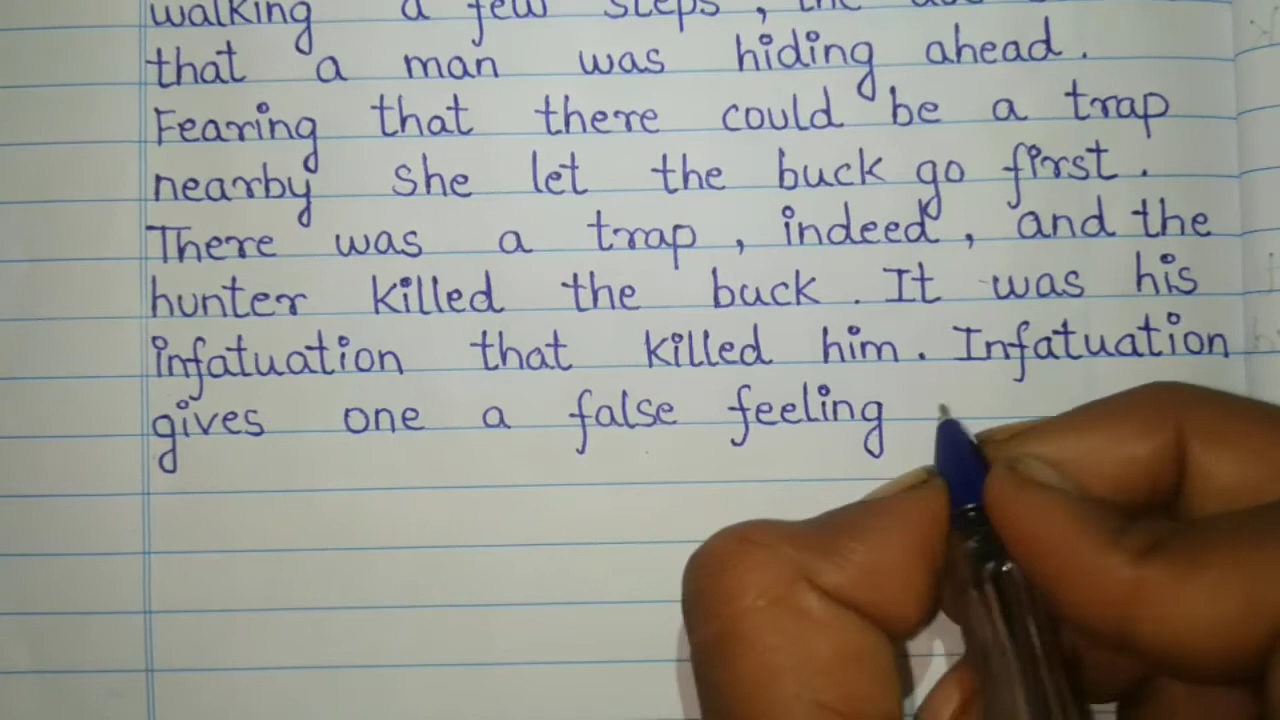 walking a few steps, the
that a man was hiding ahead.
Fearing that there could be a trap
nearby she let the buck go first.
There was a trap, indeed, and the
hunter killed the buck. It was his
infatuation that killed him. Infatuation
gives one a false feeling